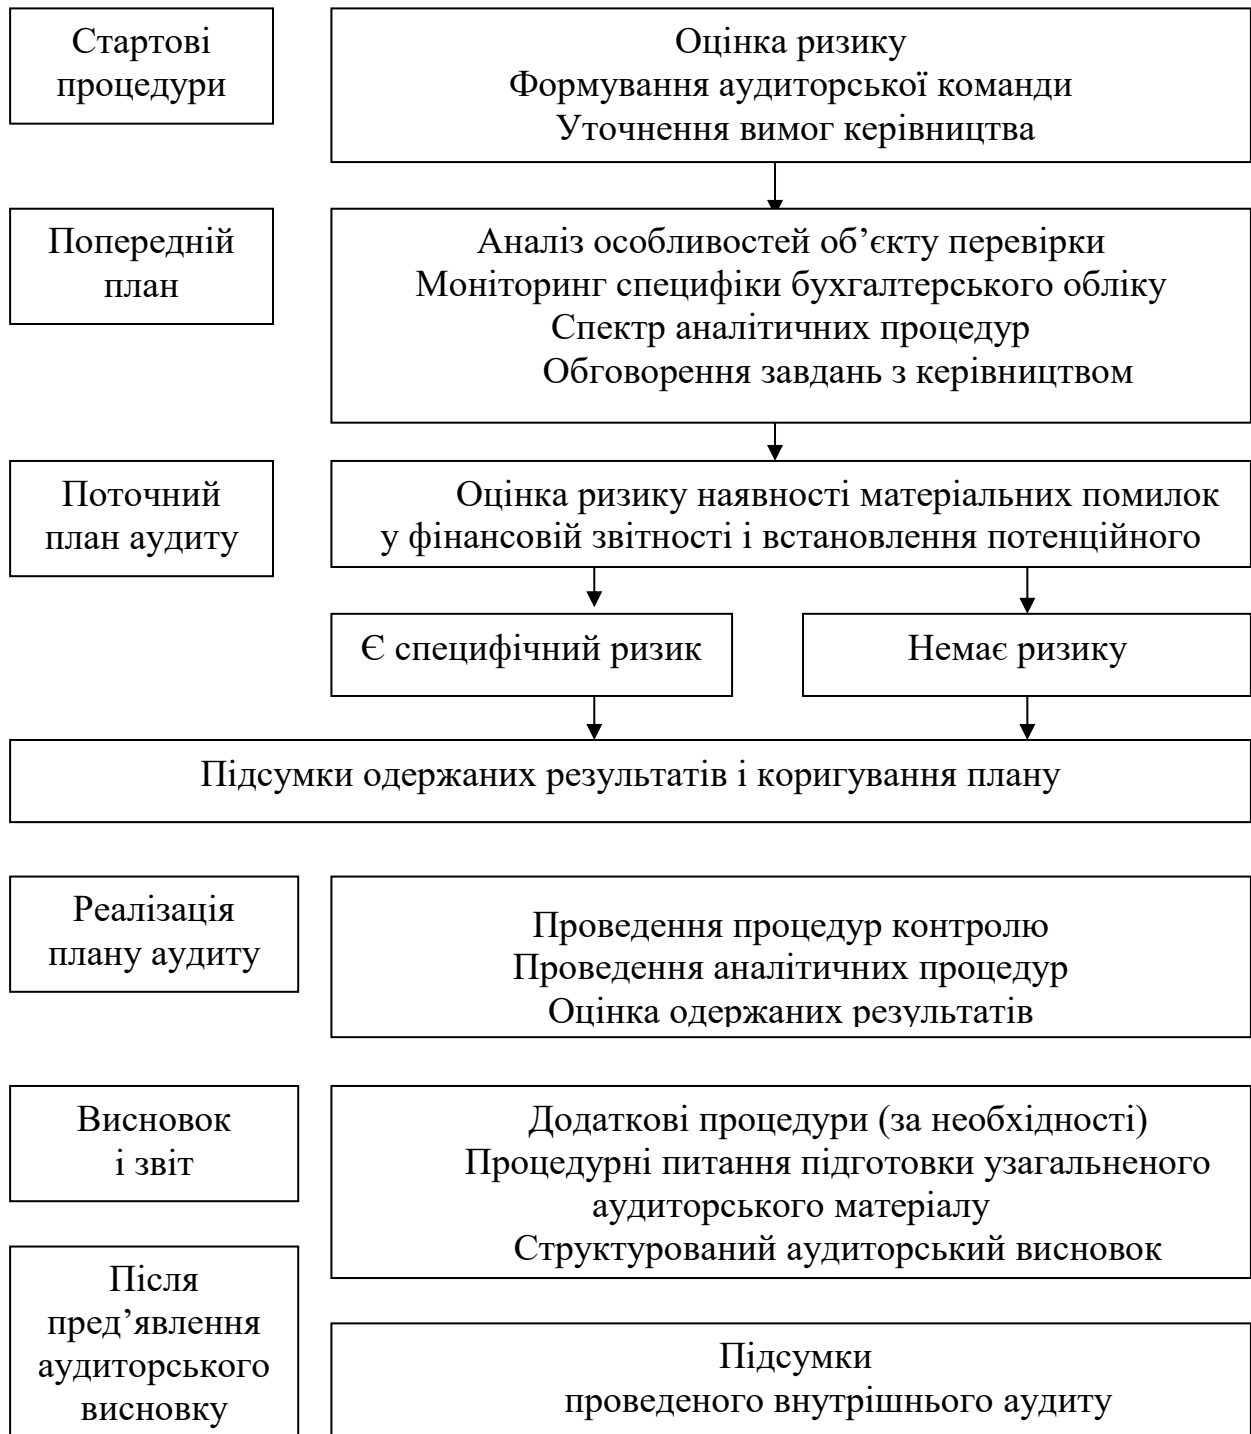 Стартові
процедури
Оцінка ризику
Формування аудиторської команди
Уточнення вимог керівництва
Попередній
план
Аналіз особливостей об’єкту перевірки
Моніторинг специфіки бухгалтерського обліку
Спектр аналітичних процедур
Обговорення завдань з керівництвом
Поточний
план аудиту
Оцінка ризику наявності матеріальних помилок
у фінансовій звітності і встановлення потенційного
Є специфічний ризик
Немає ризику
Підсумки одержаних результатів і коригування плану
Реалізація
плану аудиту
Проведення процедур контролю
Проведення аналітичних процедур
Оцінка одержаних результатів
Висновок
і звіт
Додаткові процедури (за необхідності)
Процедурні питання підготовки узагальненого
аудиторського матеріалу
Структурований аудиторський висновок
Після
пред’явлення
аудиторського
висновку
Підсумки
проведеного внутрішнього аудиту